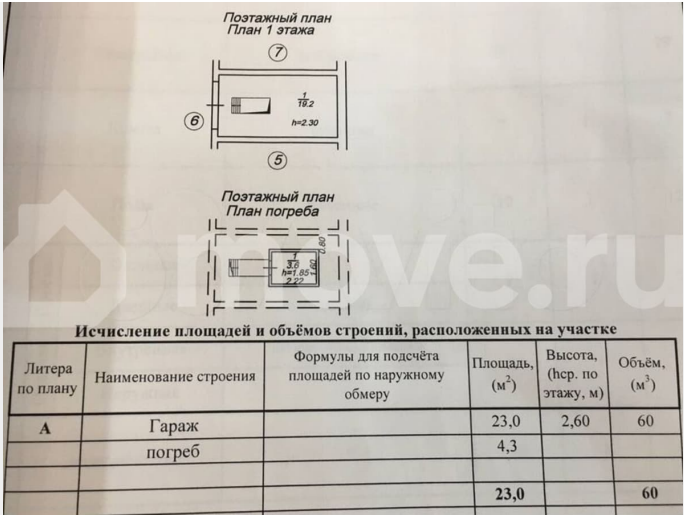 Поэтажный план
План 1 этажа
7
1
19.2
h=2.30
6
5
Поэтажный план
План погреба
0.80
1
3.6
h=1.85
1.60
2.22
move.ru
Исчисление площадей и объёмов строений, расположенных на участке
Литера по плану
Наименование строения
Формулы для подсчёта площадей по наружному обмеру
Площадь, (м²)
Высота, (hср. по этажу, м)
Объём, (м³)
А Гараж 23,0 2,60 60
погреб 4,3
23,0 60